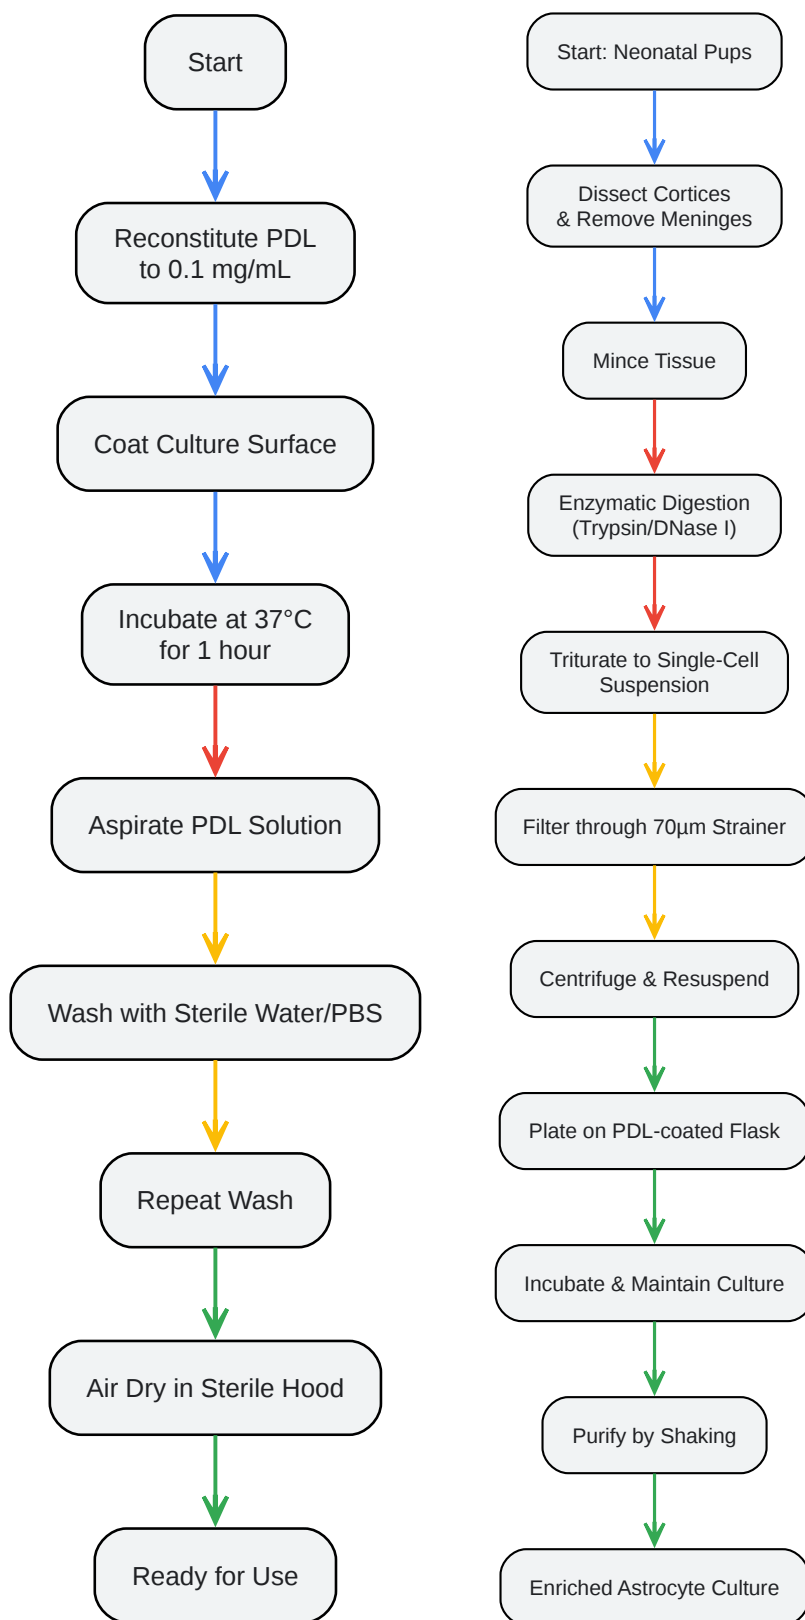 Start
Reconstitute PDL
to 0.1 mg/mL
Coat Culture Surface
Incubate at 37°C
for 1 hour
Aspirate PDL Solution
Wash with Sterile Water/PBS
Repeat Wash
Air Dry in Sterile Hood
Ready for Use
Start: Neonatal Pups
Dissect Cortices
& Remove Meninges
Mince Tissue
Enzymatic Digestion
(Trypsin/DNase I)
Triturate to Single-Cell
Suspension
Filter through 70µm Strainer
Centrifuge & Resuspend
Plate on PDL-coated Flask
Incubate & Maintain Culture
Purify by Shaking
Enriched Astrocyte Culture